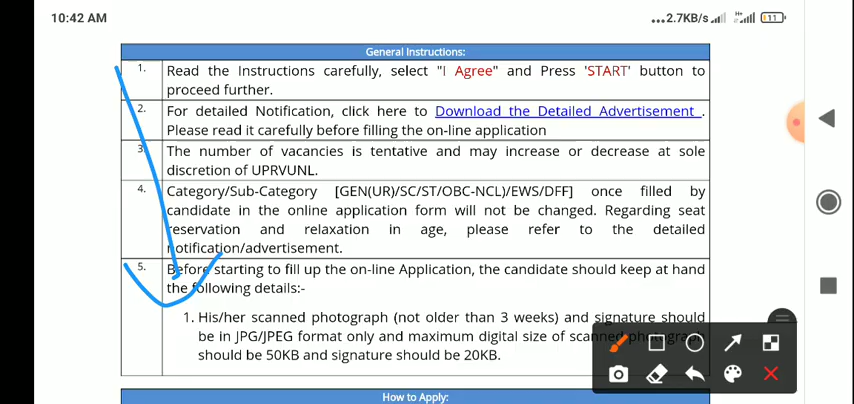 10:42 AM
...2.7KB/s
11
General Instructions:
1. Read the Instructions carefully, select "I Agree" and Press 'START' button to
proceed further.
2. For detailed Notification, click here to Download the Detailed Advertisement .
Please read it carefully before filling the on-line application
3. The number of vacancies is tentative and may increase or decrease at sole
discretion of UPRVUNL.
4. Category/Sub-Category [GEN(UR)/SC/ST/OBC-NCL)/EWS/DFF] once filled by
candidate in the online application form will not be changed. Regarding seat
reservation and relaxation in age, please refer to the detailed
notification/advertisement.
5. Before starting to fill up the on-line Application, the candidate should keep at hand
the following details:-
1. His/her scanned photograph (not older than 3 weeks) and signature should
be in JPG/JPEG format only and maximum digital size of scanned photograph
should be 50KB and signature should be 20KB.
How to Apply: